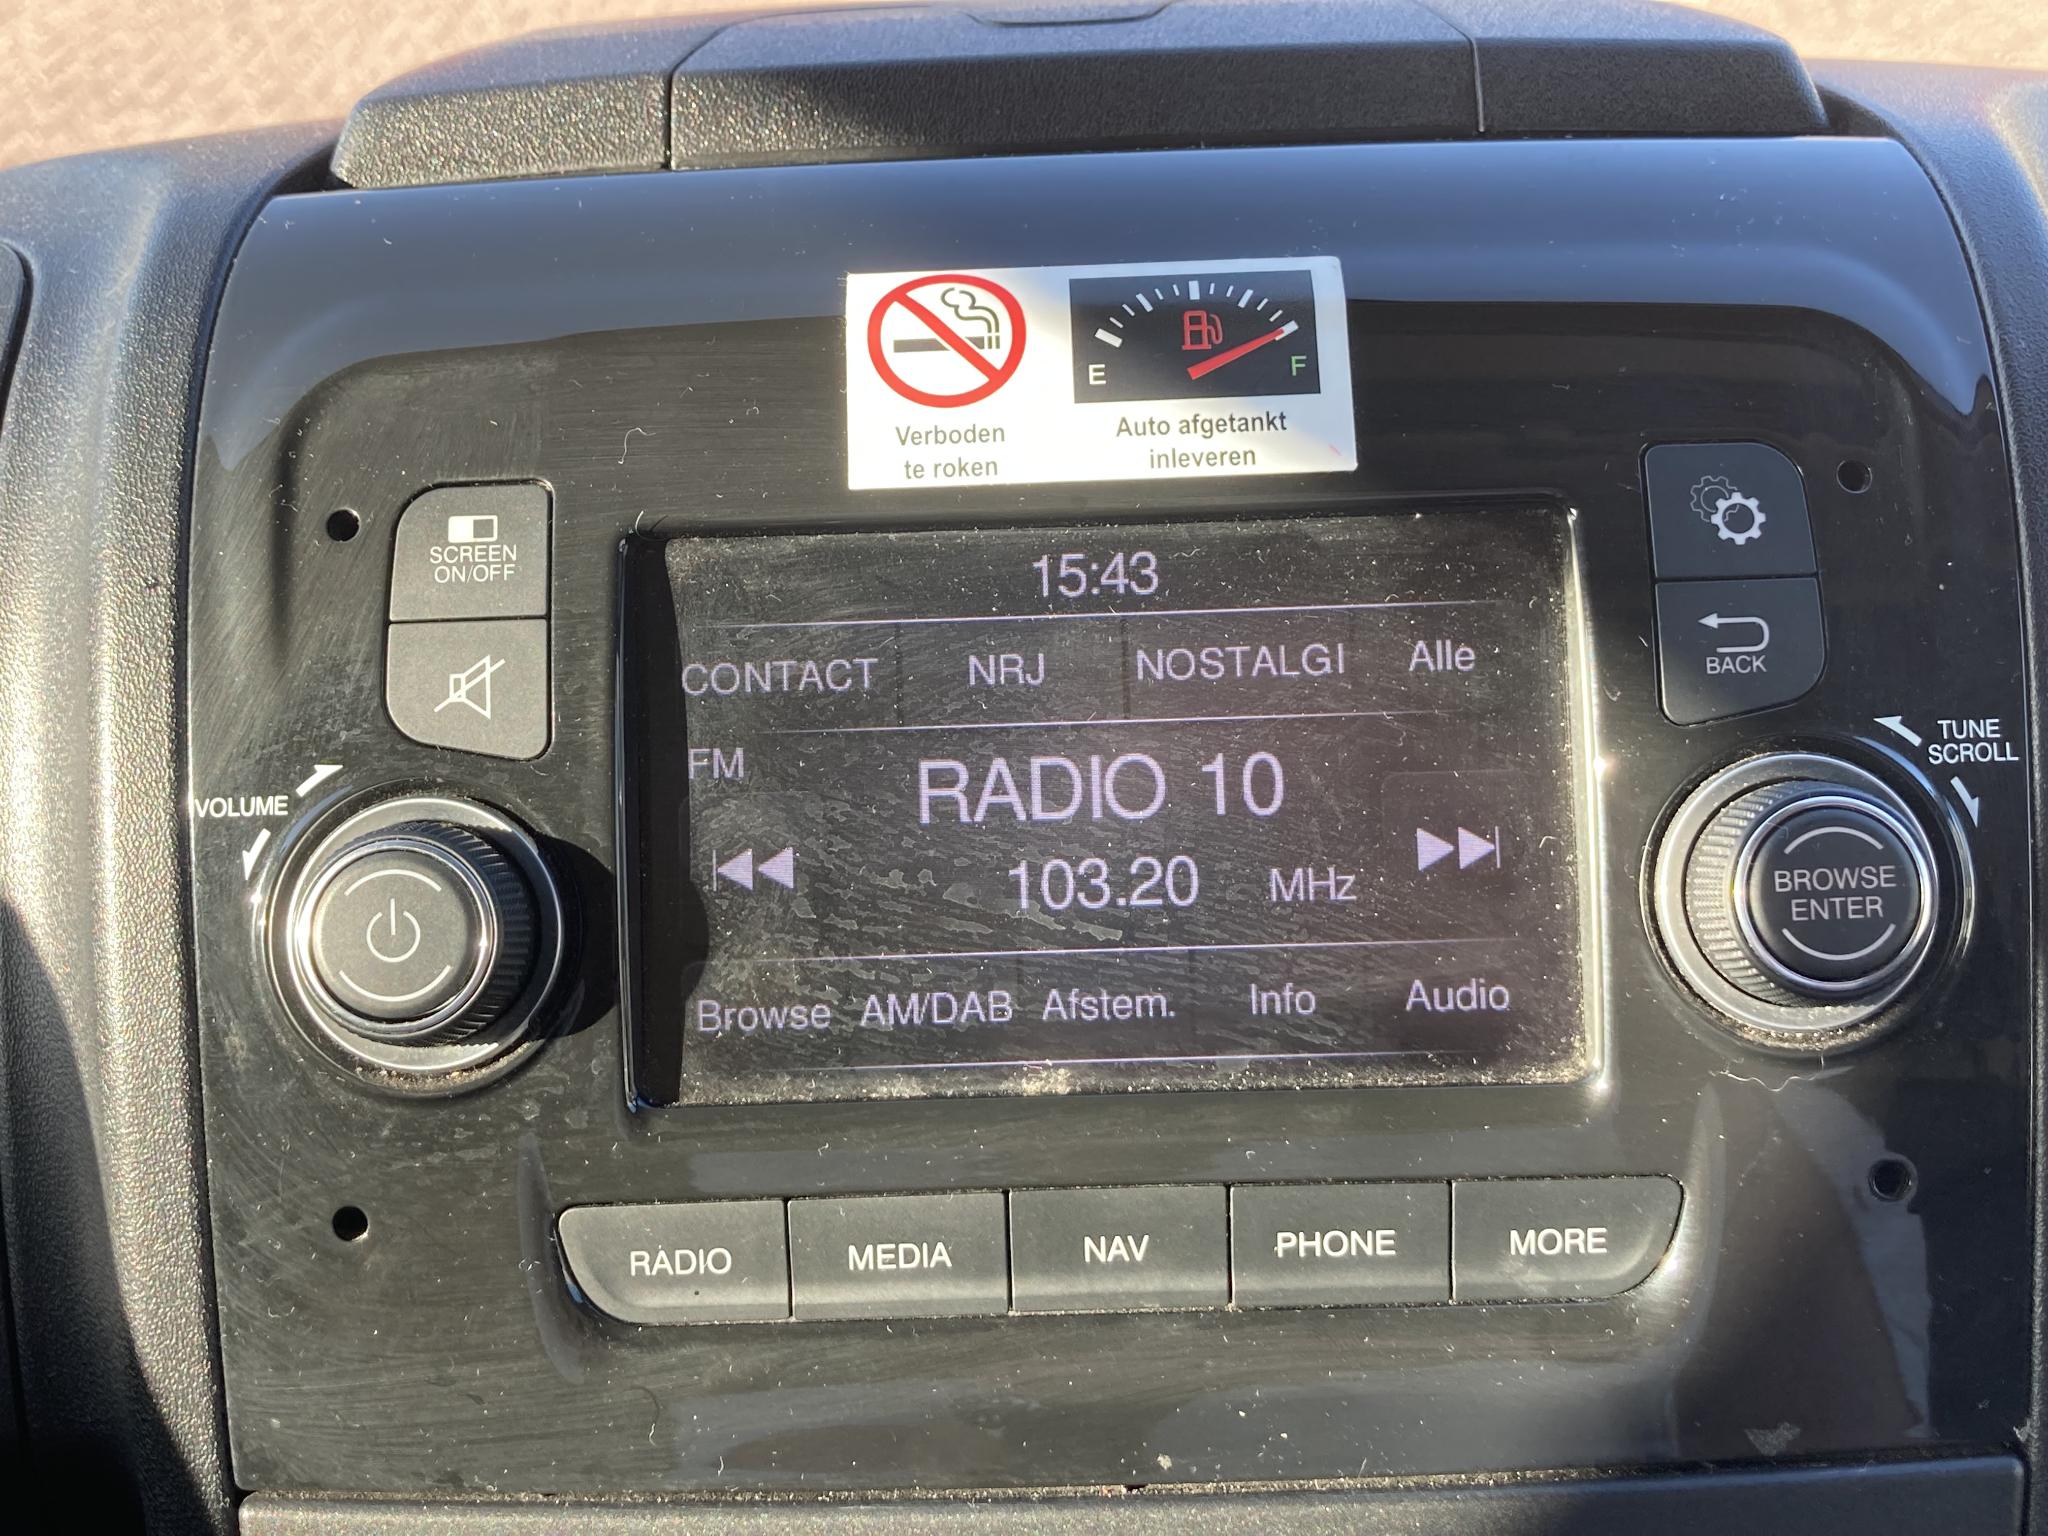 Verboden
te roken
E
F
Auto afgetankt
inleveren
SCREEN
ON/OFF
BACK
VOLUME
TUNE
SCROLL
BROWSE
ENTER
15:43
CONTACT NRJ NOSTALGI Alle
FM
RADIO 10
103.20 MHz
Browse AM/DAB Afstem. Info Audio
RADIO MEDIA NAV PHONE MORE